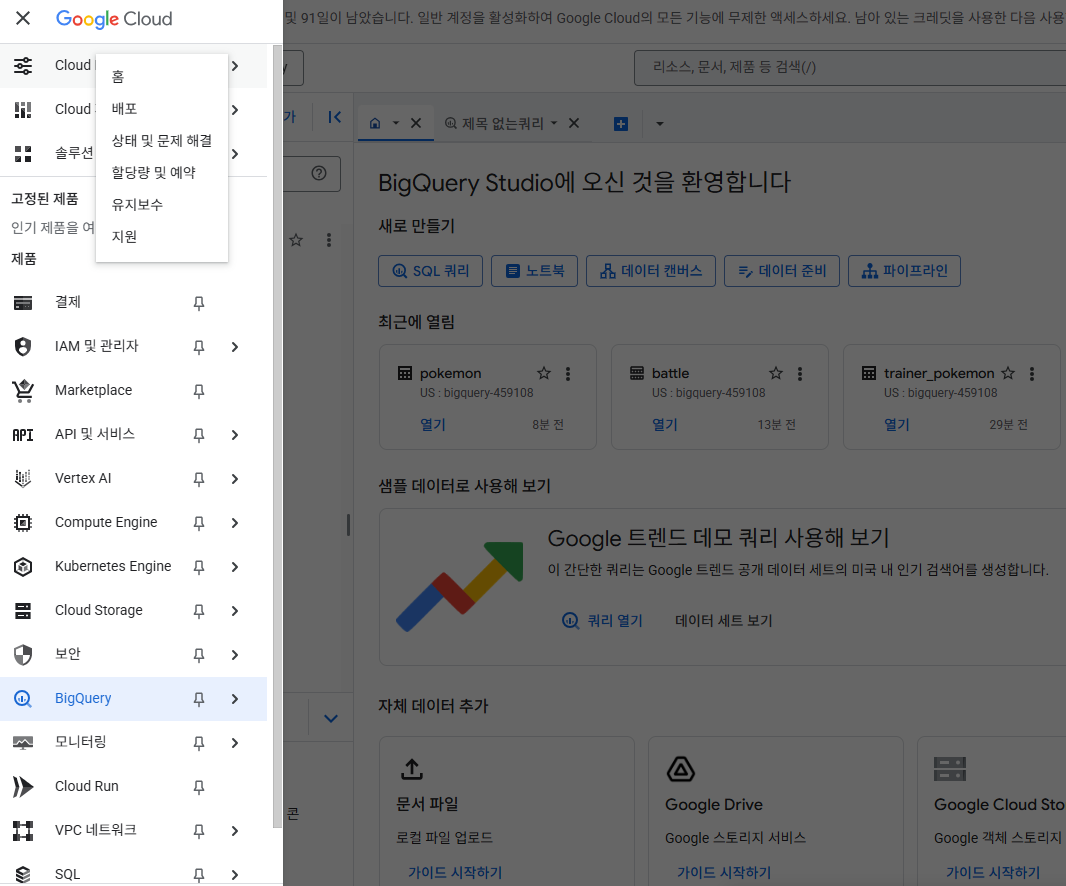 Google Cloud
및 91일이 남았습니다. 일반 계정을 활성화하여 Google Cloud의 모든 기능에 무제한 액세스하세요. 남아 있는 크레딧을 사용한 다음 사용
Cloud
Cloud
솔루션
고정된 제품
인기 제품을 여
제품
홈
배포
상태 및 문제 해결
할당량 및 예약
유지보수
지원
결제
IAM 및 관리자
Marketplace
API API 및 서비스
Vertex AI
Compute Engine
Kubernetes Engine
Cloud Storage
보안
BigQuery
모니터링
Cloud Run
VPC 네트워크
SQL
리소스, 문서, 제품 등 검색(/)
가
제목 없는쿼리
BigQuery Studio에 오신 것을 환영합니다
새로 만들기
SQL 쿼리 노트북 데이터 캔버스 데이터 준비 파이프라인
최근에 열림
pokemon
US : bigquery-459108
열기 8분 전
battle
US : bigquery-459108
열기 13분 전
trainer_pokemon
US : bigquery-459108
열기 29분 전
샘플 데이터로 사용해 보기
Google 트렌드 데모 쿼리 사용해 보기
이 간단한 쿼리는 Google 트렌드 공개 데이터 세트의 미국 내 인기 검색어를 생성합니다.
쿼리 열기 데이터 세트 보기
자체 데이터 추가
콘
문서 파일
로컬 파일 업로드
가이드 시작하기
Google Drive
Google 스토리지 서비스
가이드 시작하기
Google Cloud Sto
Google 객체 스토리지
가이드 시작하기